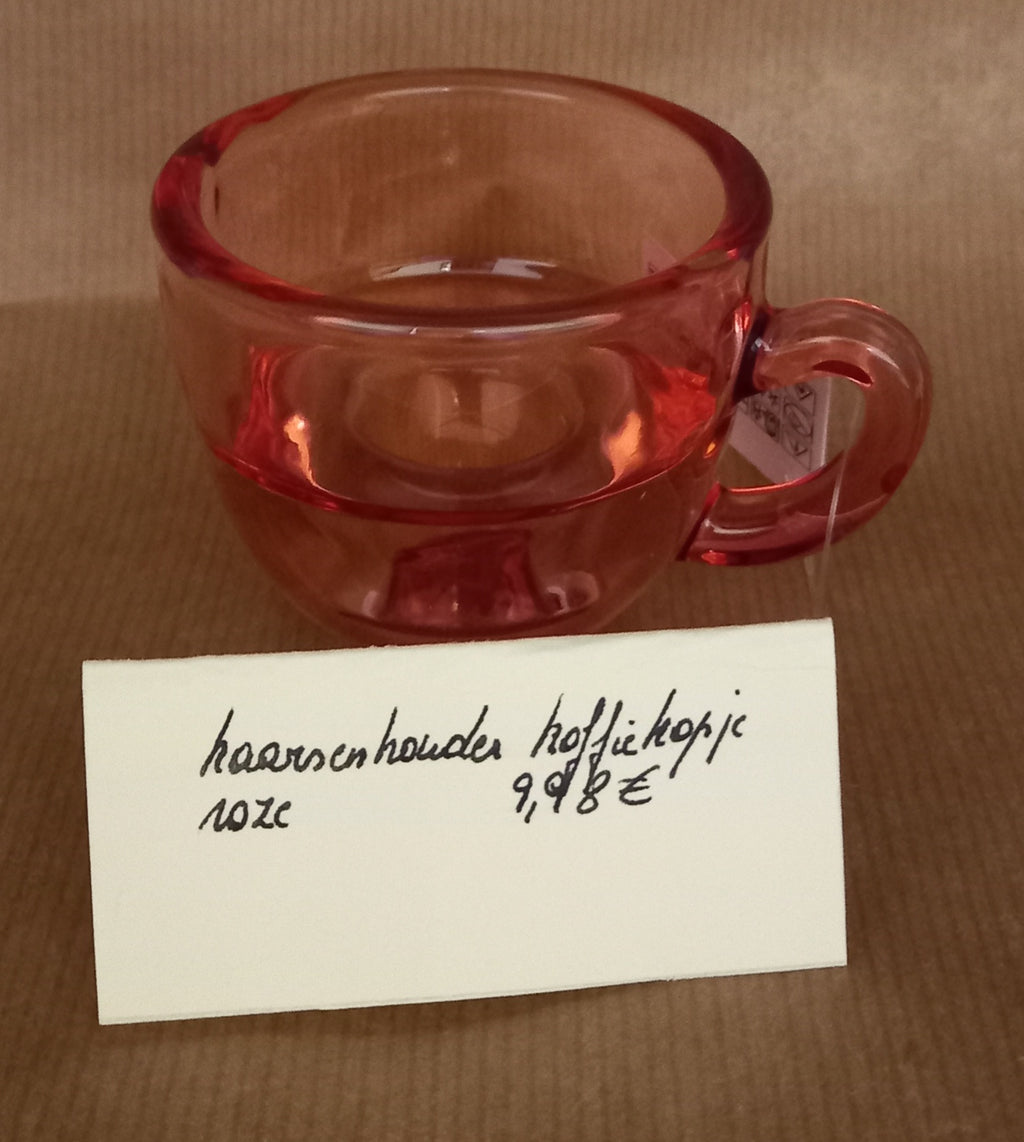 kaarsenhouder koffiekopje
roze 9,98 €